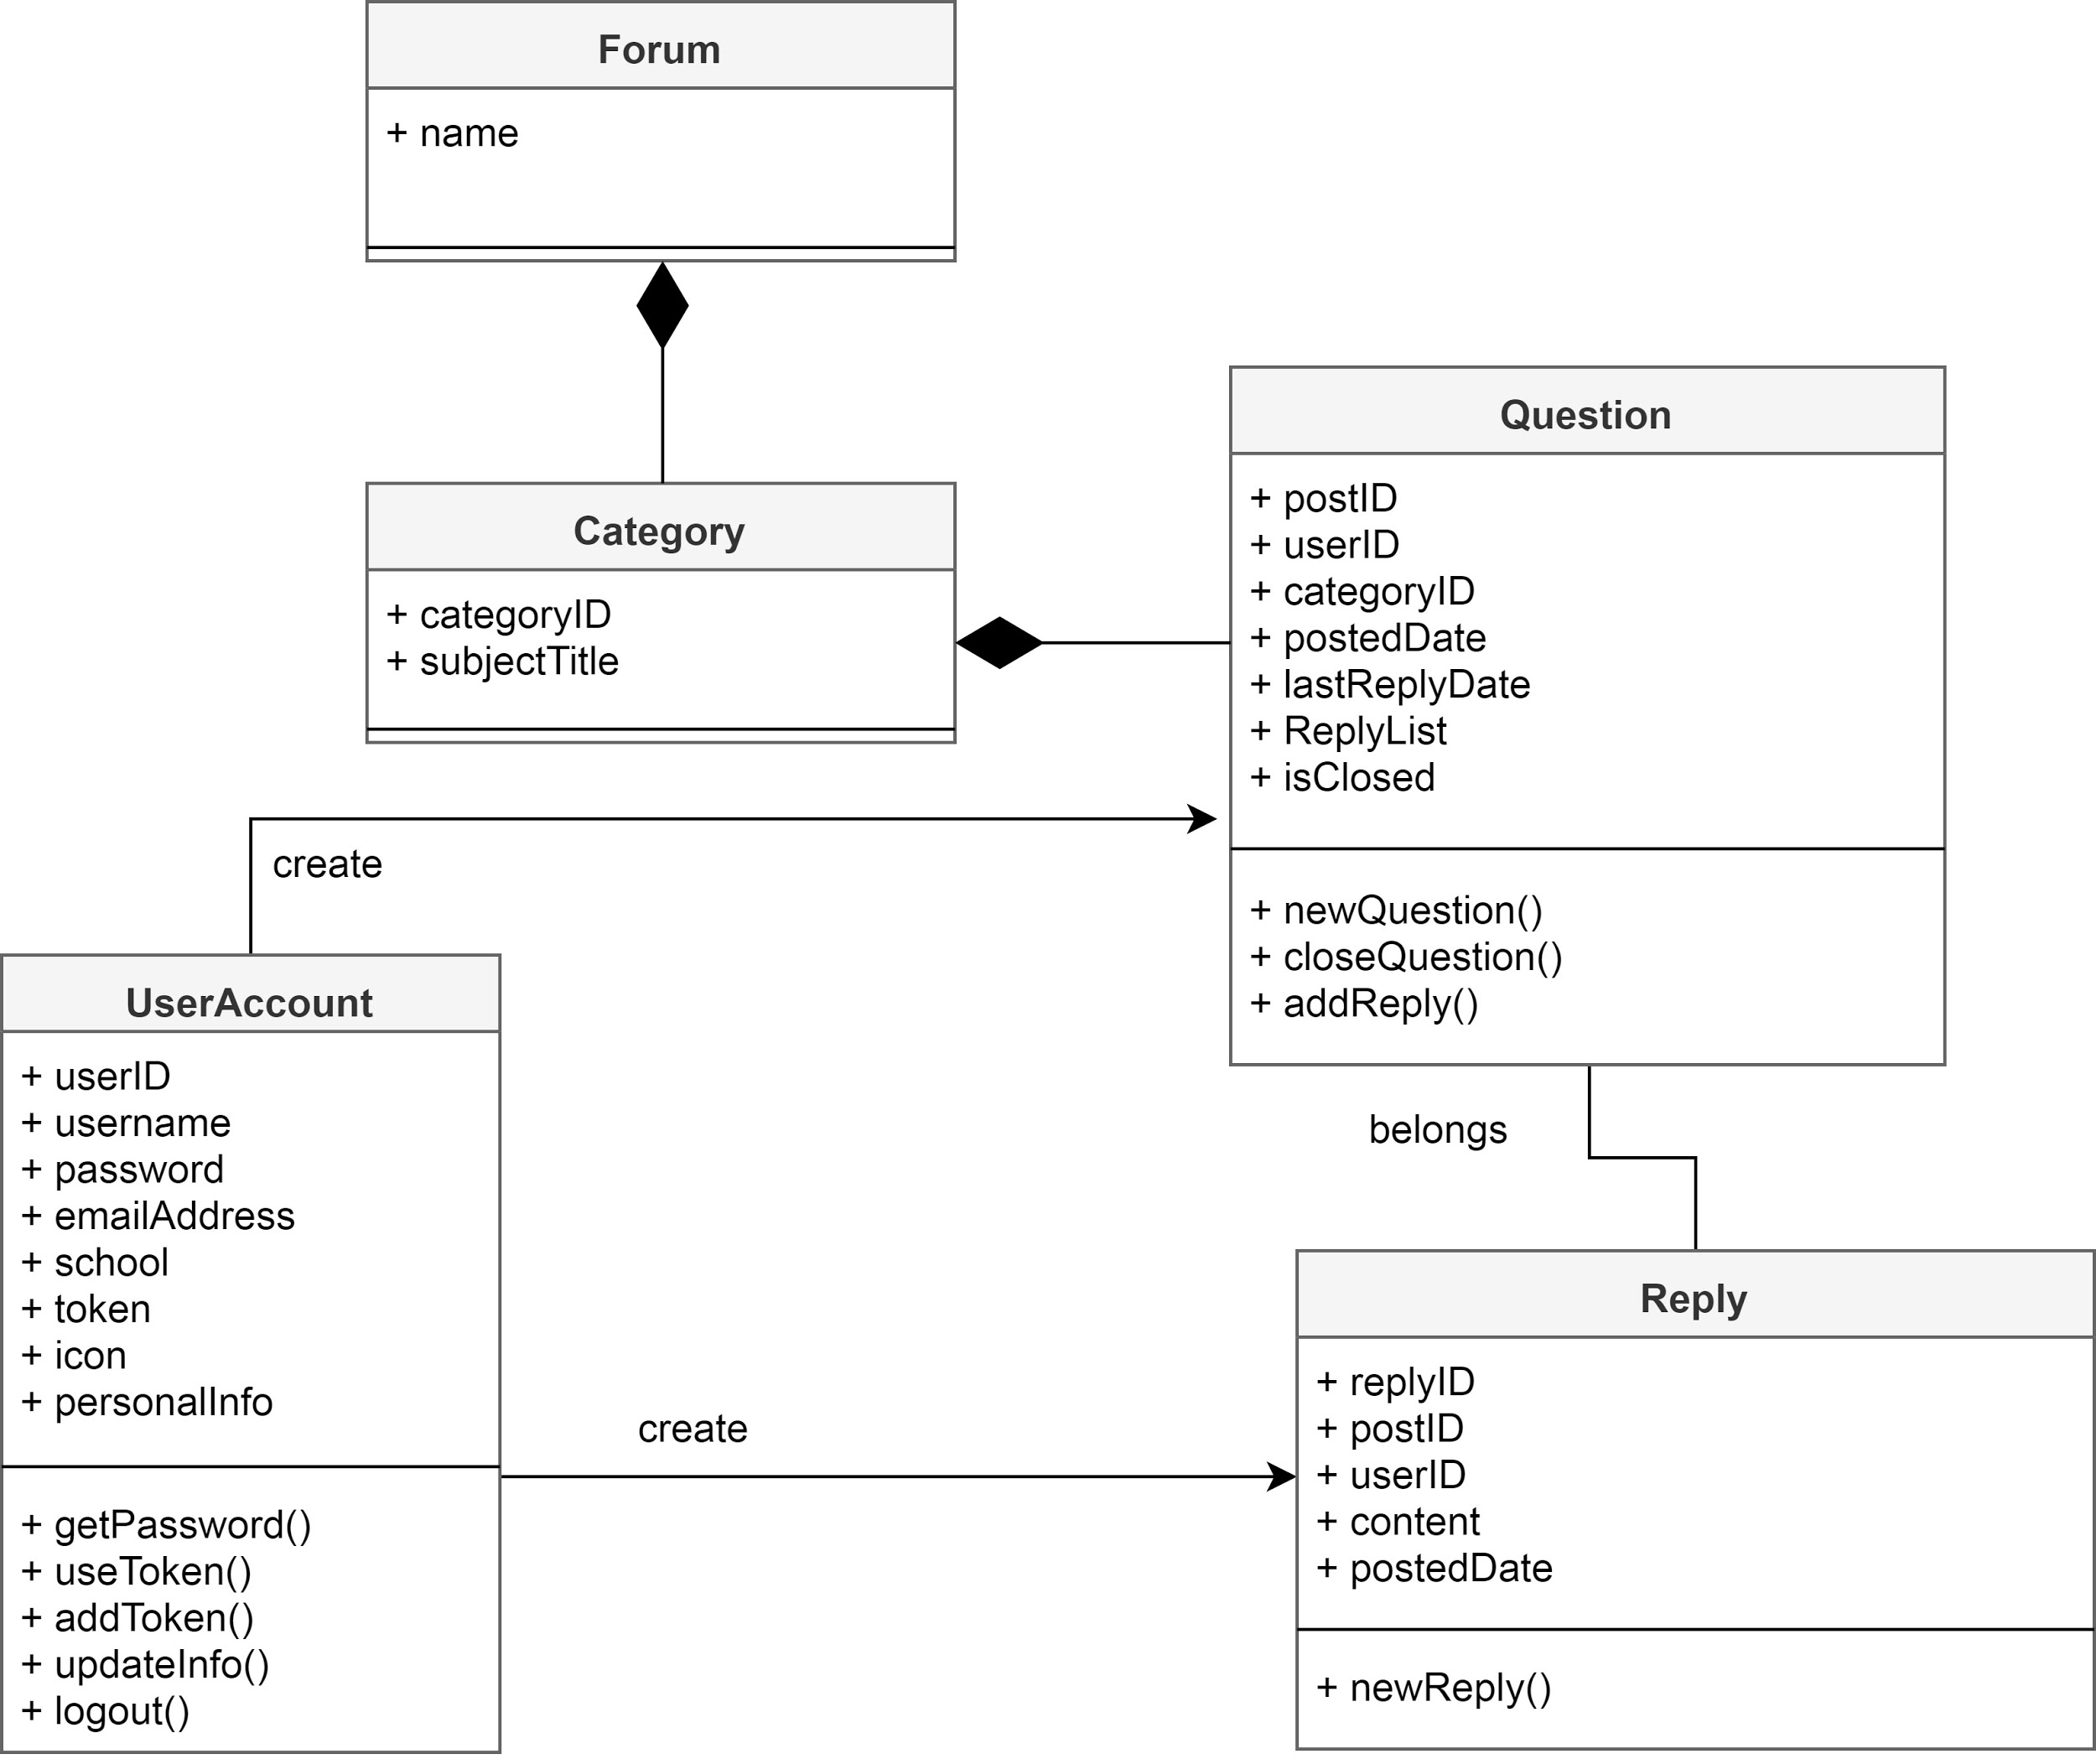 Forum
+ name
Category
+ categoryID
+ subjectTitle
Question
+ postID
+ userID
+ categoryID
+ postedDate
+ lastReplyDate
+ ReplyList
+ isClosed
+ newQuestion()
+ closeQuestion()
+ addReply()
create
belongs
UserAccount
+ userID
+ username
+ password
+ emailAddress
+ school
+ token
+ icon
+ personalInfo
+ getPassword()
+ useToken()
+ addToken()
+ updateInfo()
+ logout()
create
Reply
+ replyID
+ postID
+ userID
+ content
+ postedDate
+ newReply()